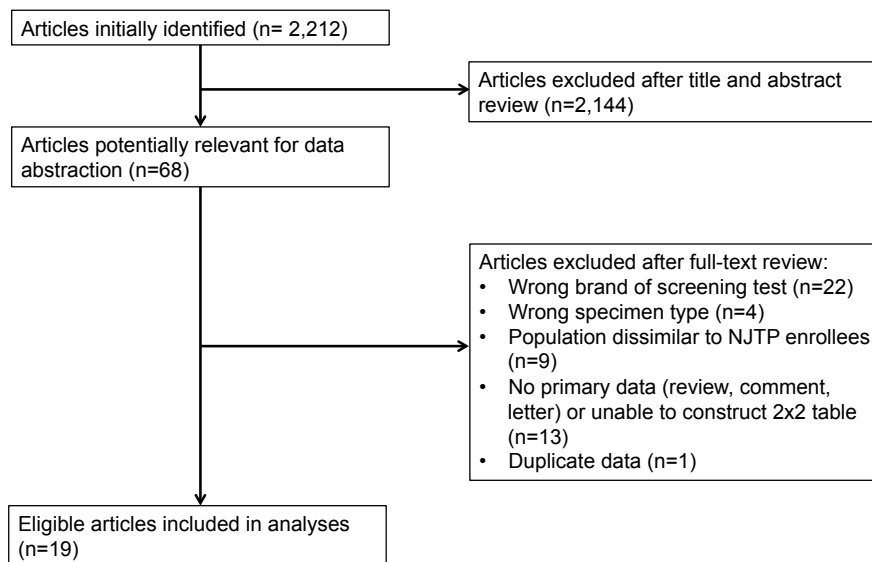 Articles initially identified (n= 2,212)
Articles excluded after title and abstract
review (n=2,144)
Articles potentially relevant for data
abstraction (n=68)
Articles excluded after full-text review:
• Wrong brand of screening test (n=22)
• Wrong specimen type (n=4)
• Population dissimilar to NJTP enrollees
(n=9)
• No primary data (review, comment,
letter) or unable to construct 2x2 table
(n=13)
• Duplicate data (n=1)
Eligible articles included in analyses
(n=19)